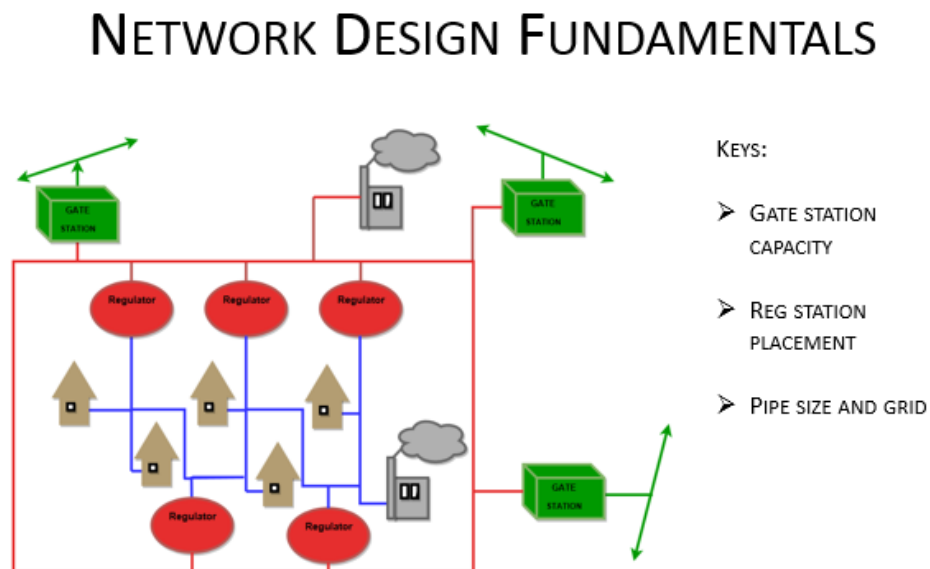 NETWORK DESIGN FUNDAMENTALS
KEYS:
GATE STATION
CAPACITY
REG STATION
PLACEMENT
PIPE SIZE AND GRID
GATE
STATION
GATE
STATION
Regulator
Regulator
Regulator
GATE
STATION
Regulator
Regulator